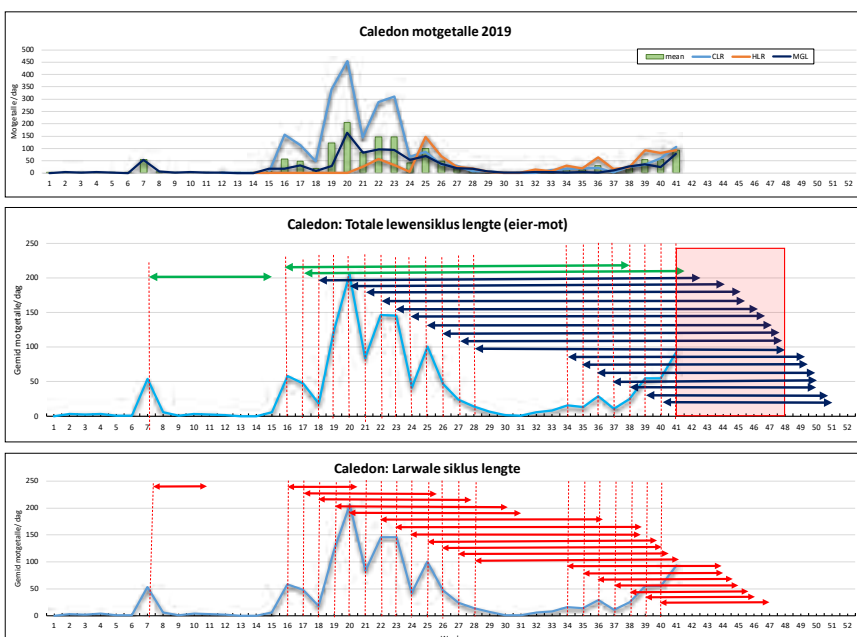 Caledon motgetalle 2019
Motgetalle/dag
500
450
400
350
300
250
200
150
100
50
0
mean CLR HLR MGL
1 2 3 4 5 6 7 8 9 10 11 12 13 14 15 16 17 18 19 20 21 22 23 24 25 26 27 28 29 30 31 32 33 34 35 36 37 38 39 40 41 42 43 44 45 46 47 48 49 50 51 52
Caledon: Totale lewensiklus lengte (eier-mot)
Gemid motgetalle/ dag
250
200
150
100
50
0
1 2 3 4 5 6 7 8 9 10 11 12 13 14 15 16 17 18 19 20 21 22 23 24 25 26 27 28 29 30 31 32 33 34 35 36 37 38 39 40 41 42 43 44 45 46 47 48 49 50 51 52
Caledon: Larwale siklus lengte
Gemid motgetalle/ dag
250
200
150
100
50
0
1 2 3 4 5 6 7 8 9 10 11 12 13 14 15 16 17 18 19 20 21 22 23 24 25 26 27 28 29 30 31 32 33 34 35 36 37 38 39 40 41 42 43 44 45 46 47 48 49 50 51 52